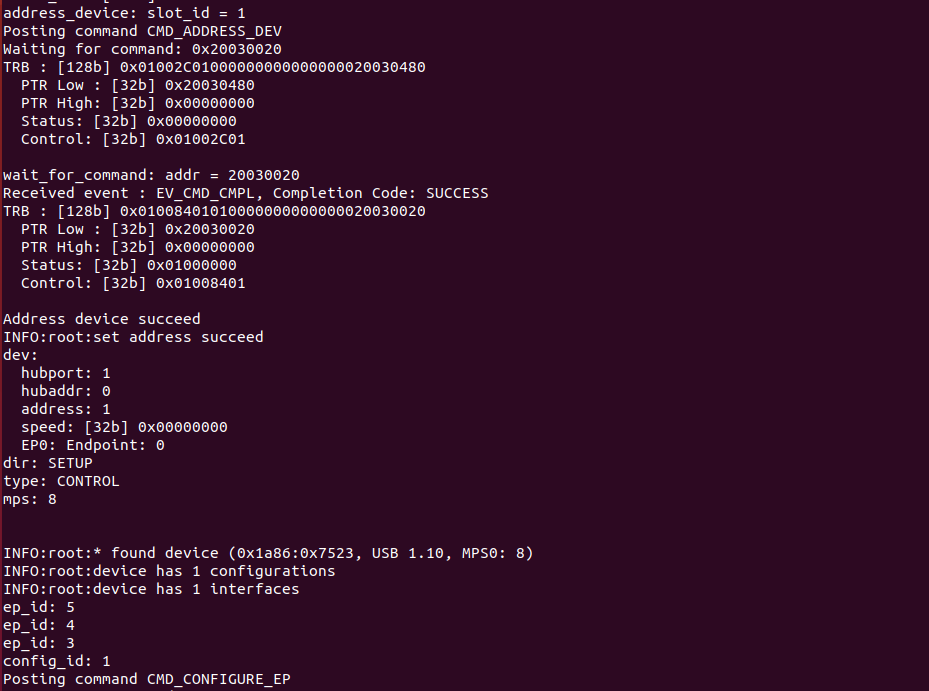 address_device: slot_id = 1
Posting command CMD_ADDRESS_DEV
Waiting for command: 0x20030020
TRB : [128b] 0x01002C01000000000000000020030480
  PTR Low : [32b] 0x20030480
  PTR High: [32b] 0x00000000
  Status: [32b] 0x00000000
  Control: [32b] 0x01002C01

wait_for_command: addr = 20030020
Received event : EV_CMD_CMPL, Completion Code: SUCCESS
TRB : [128b] 0x01008401010000000000000020030020
  PTR Low : [32b] 0x20030020
  PTR High: [32b] 0x00000000
  Status: [32b] 0x01000000
  Control: [32b] 0x01008401

Address device succeed
INFO:root:set address succeed
dev:
  hubport: 1
  hubaddr: 0
  address: 1
  speed: [32b] 0x00000000
  EP0: Endpoint: 0
dir: SETUP
type: CONTROL
mps: 8

INFO:root:* found device (0x1a86:0x7523, USB 1.10, MPS0: 8)
INFO:root:device has 1 configurations
INFO:root:device has 1 interfaces
ep_id: 5
ep_id: 4
ep_id: 3
config_id: 1
Posting command CMD_CONFIGURE_EP